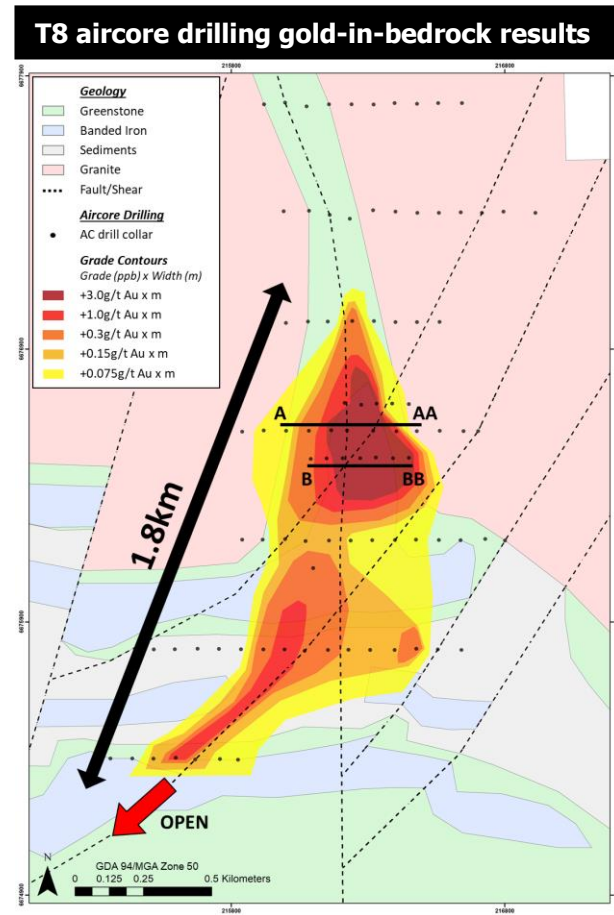 T8 aircore drilling gold-in-bedrock results
Geology
Greenstone
Banded Iron
Sediments
Granite
Fault/Shear
Aircore Drilling
AC drill collar
Grade Contours
Grade (ppb) x Width (m)
+3.0g/t Au x m
+1.0g/t Au x m
+0.3g/t Au x m
+0.15g/t Au x m
+0.075g/t Au x m
6676900
A AA
B BB
1.8km
6675900
OPEN
N
GDA 94/MGA Zone 50
0 0.125 0.25 0.5 Kilometers
6674900